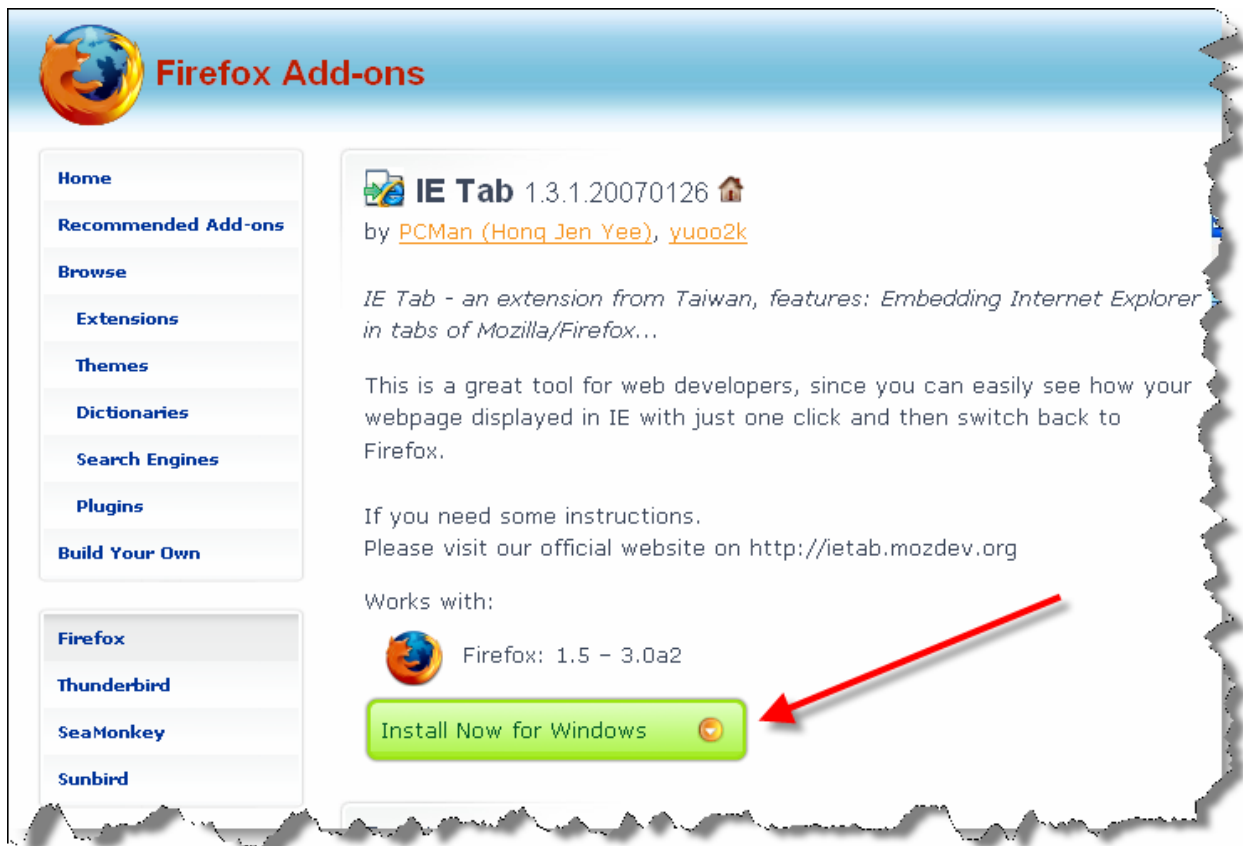 Firefox Add-ons
Home
Recommended Add-ons
Browse
Extensions
Themes
Dictionaries
Search Engines
Plugins
Build Your Own
Firefox
Thunderbird
SeaMonkey
Sunbird
IE Tab 1.3.1.20070126
by PCMan (Hong Jen Yee), yuoo2k
IE Tab - an extension from Taiwan, features: Embedding Internet Explorer
in tabs of Mozilla/Firefox...
This is a great tool for web developers, since you can easily see how your
webpage displayed in IE with just one click and then switch back to
Firefox.
If you need some instructions.
Please visit our official website on http://ietab.mozdev.org
Works with:
Firefox: 1.5 – 3.0a2
Install Now for Windows